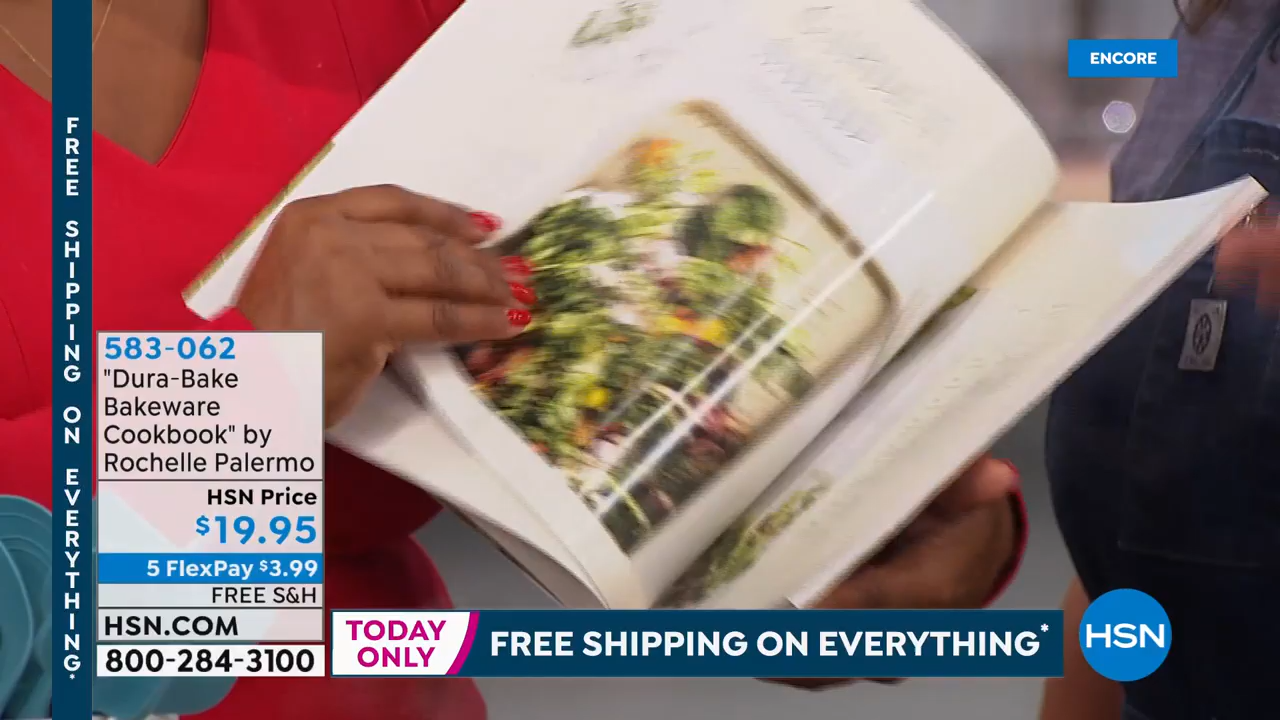 ENCORE
FREE SHIPPING ON EVERYTHING*
583-062
"Dura-Bake
Bakeware
Cookbook" by
Rochelle Palermo
HSN Price
$19.95
5 FlexPay $3.99
FREE S&H
HSN.COM
800-284-3100
TODAY
ONLY
FREE SHIPPING ON EVERYTHING*
HSN